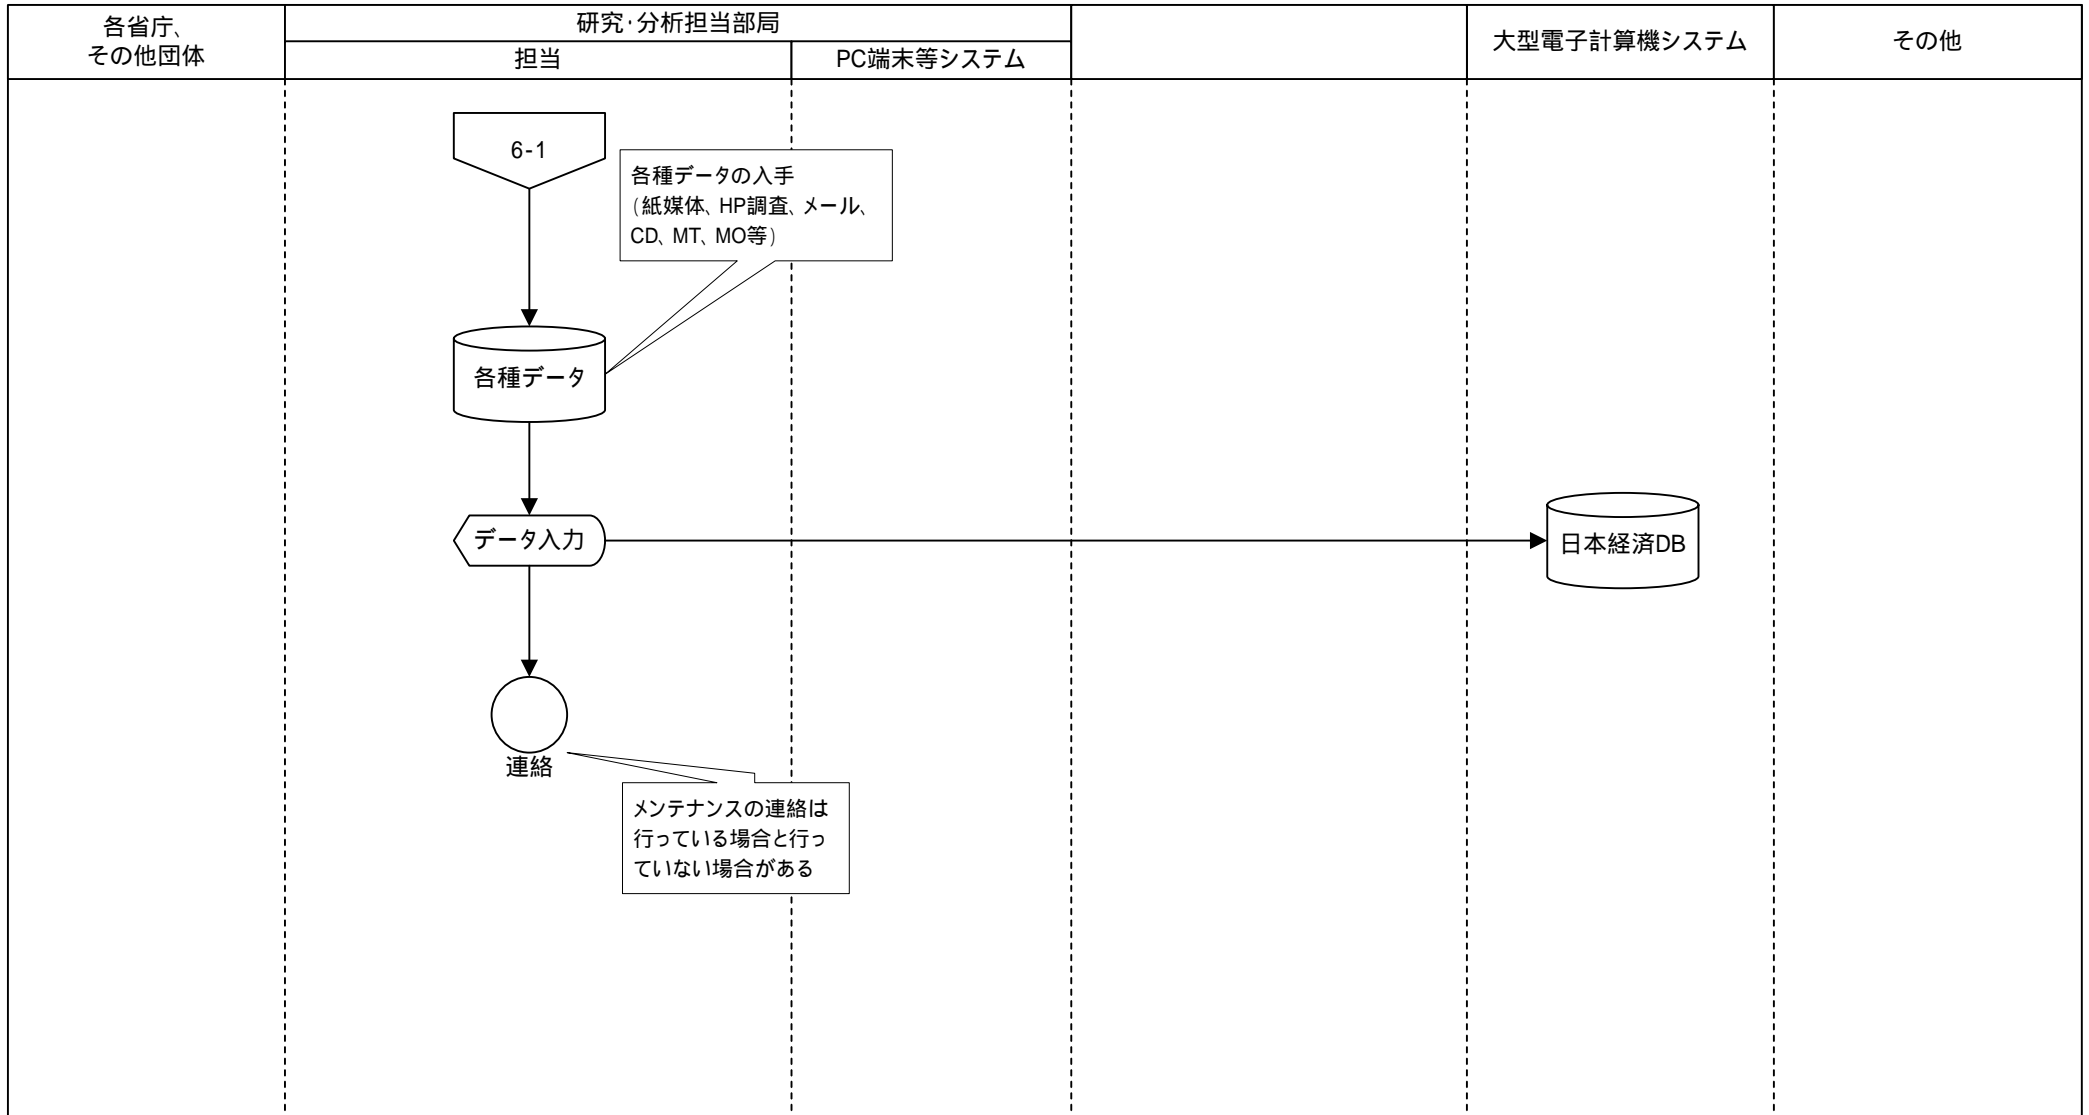 各省庁、
その他団体
研究・分析担当部局
担当
PC端末等システム
大型電子計算機システム
その他
6-1
各種データの入手
（紙媒体、HP調査、メール、
CD、MT、MO等）
各種データ
データ入力
日本経済DB
連絡
メンテナンスの連絡は
行っている場合と行っ
ていない場合がある